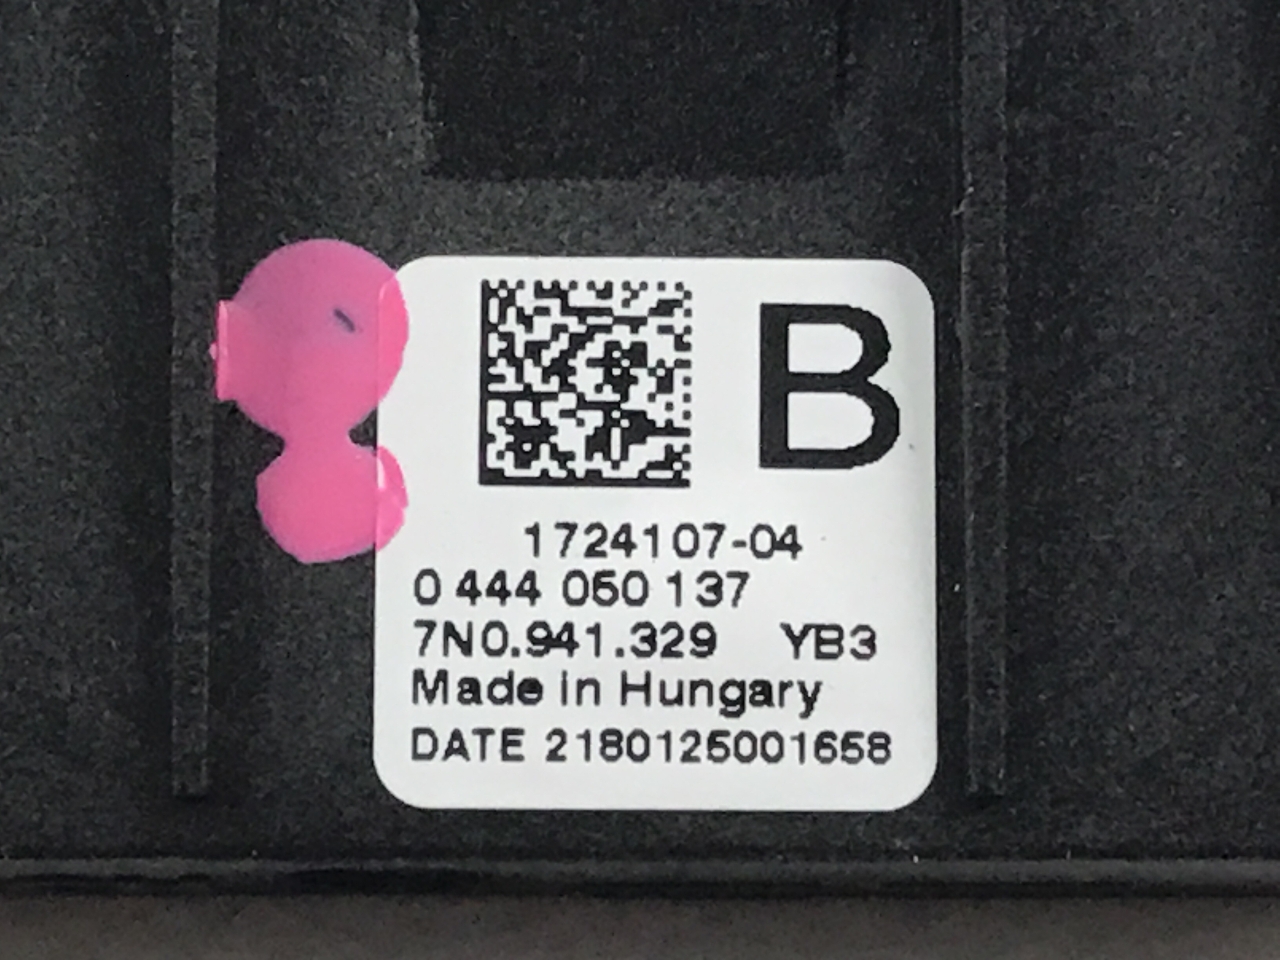 B
1724107-04
0 444 050 137
7N0.941.329 YB3
Made in Hungary
DATE 2180125001658